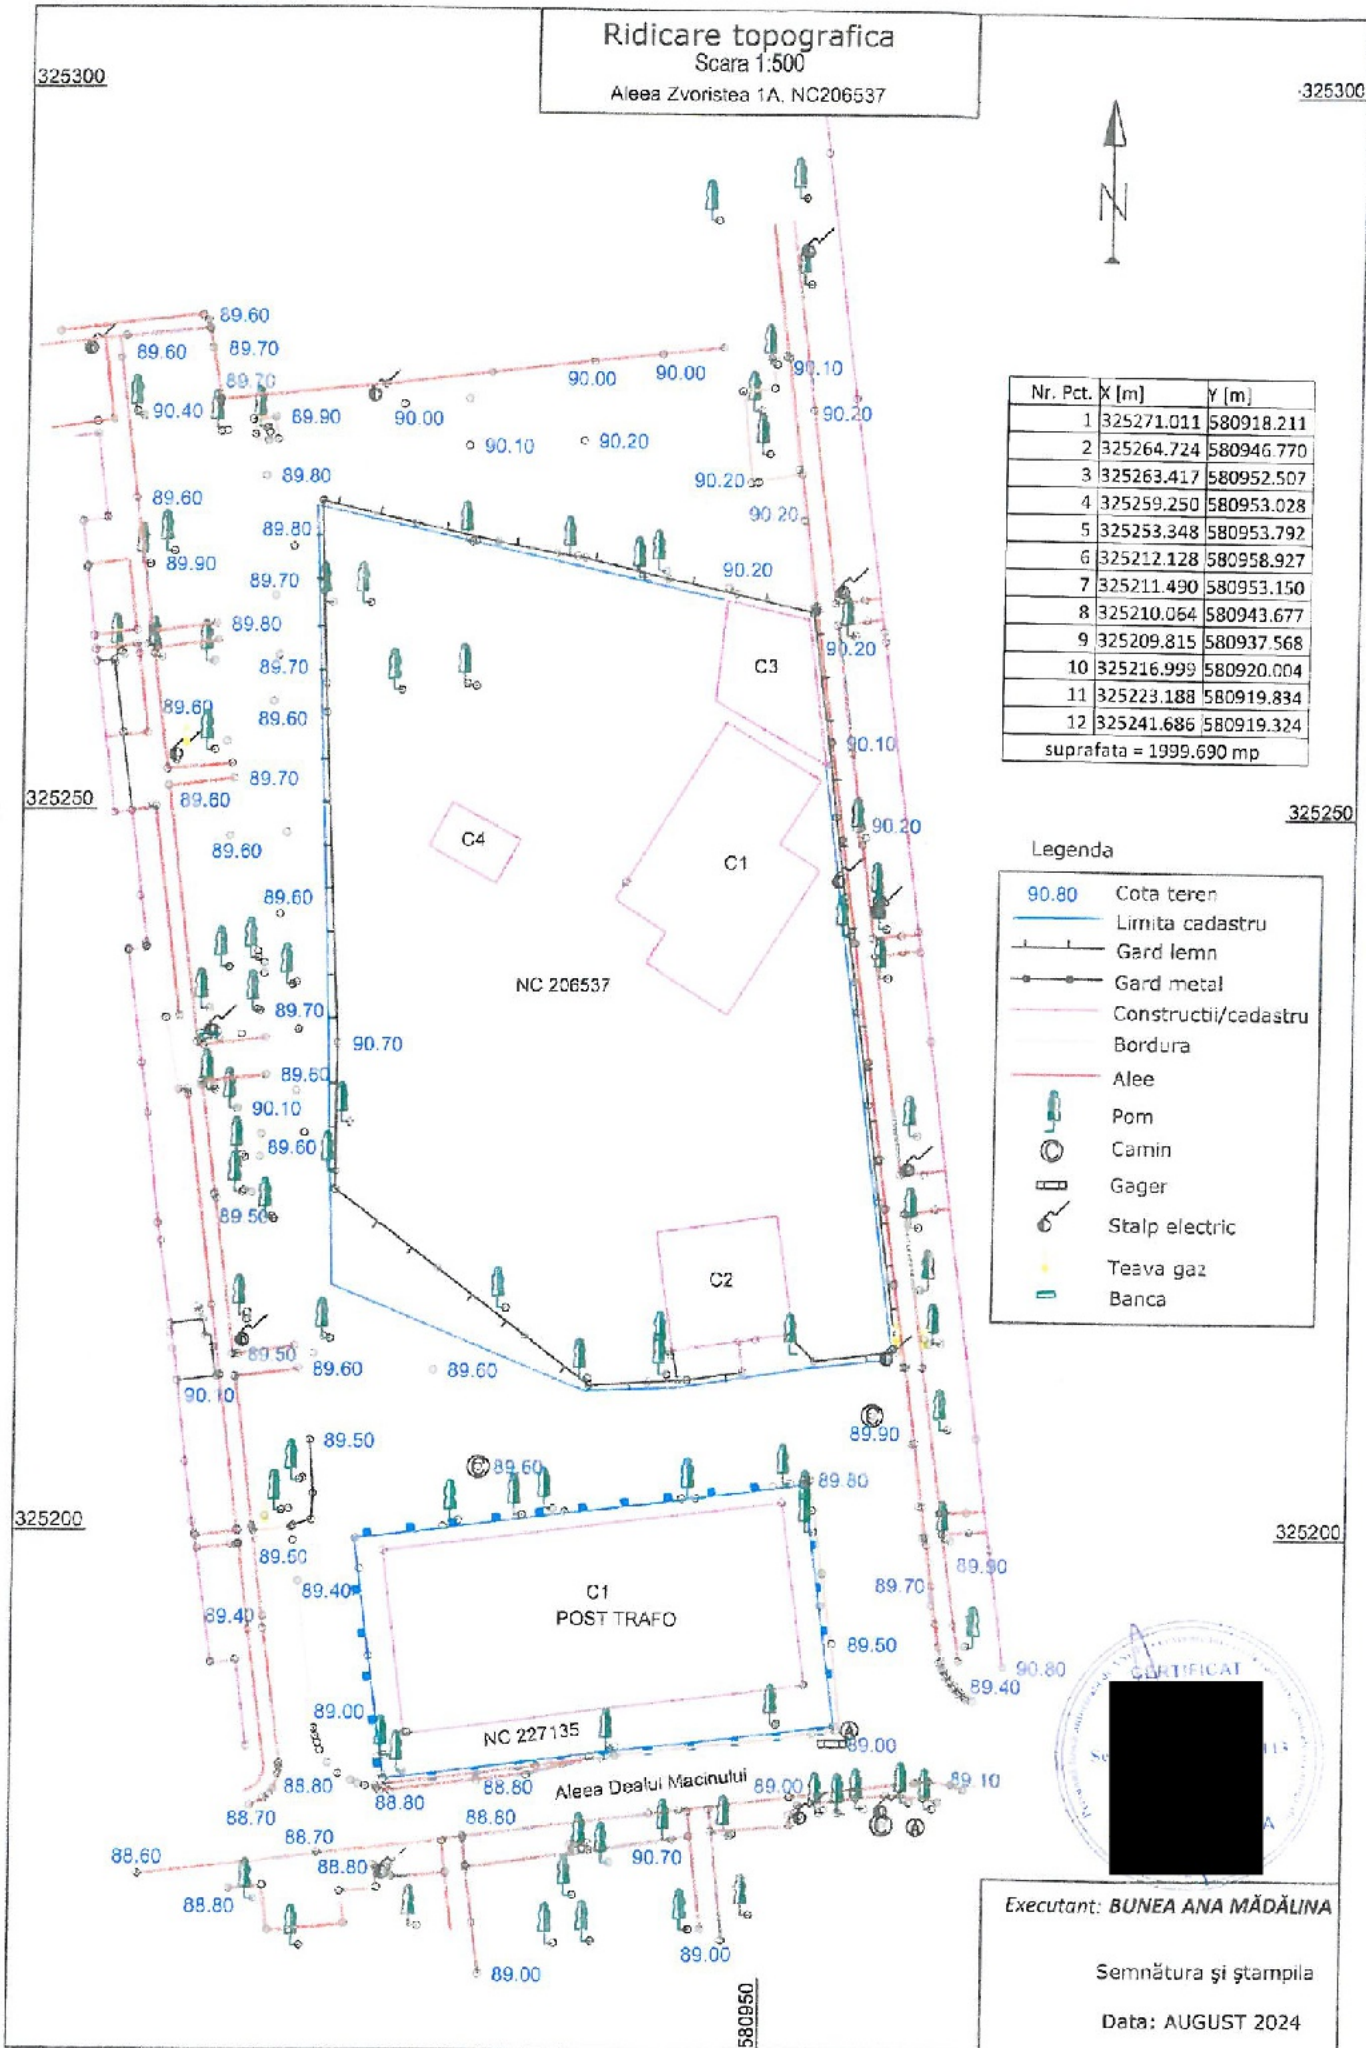 Ridicare topografica
Scara 1:500
Aleea Zvoristea 1A, NC206537
325300
325300
N
89.60
89.60
89.70
89.70
90.40
89.90
90.00
90.00
90.00
90.10
90.20
90.10
90.20
90.20
90.20
89.80
89.60
89.80
89.90
89.70
90.20
89.80
90.20
89.70
C3
89.60
89.60
90.10
89.70
89.60
325250
325250
C4
90.20
89.60
C1
89.60
NC 206537
89.70
90.70
89.60
90.10
89.60
89.50
C2
89.50
89.60
89.60
90.10
89.90
89.50
89.60
89.80
325200
325200
89.50
89.90
89.40
89.70
C1
POST TRAFO
89.40
89.50
90.80
89.40
89.00
NC 227135
89.00
88.80
88.80
88.80
Aleea Dealul Macinului
89.00
89.10
88.70
88.80
88.70
88.60
88.80
90.70
88.80
89.00
89.00
580950
Nr. Pct. X [m] Y [m]
1 325271.011 580918.211
2 325264.724 580946.770
3 325263.417 580952.507
4 325259.250 580953.028
5 325253.348 580953.792
6 325212.128 580958.927
7 325211.490 580953.150
8 325210.064 580943.677
9 325209.815 580937.568
10 325216.999 580920.004
11 325223.188 580919.834
12 325241.686 580919.324
suprafata = 1999.690 mp
Legenda
90.80 Cota teren
Limita cadastru
Gard lemn
Gard metal
Constructii/cadastru
Bordura
Alee
Pom
C Camin
Gager
Stalp electric
Teava gaz
Banca
CERTIFICAT
Executant: BUNEA ANA MĂDĂLINA
Semnătura și ștampila
Data: AUGUST 2024